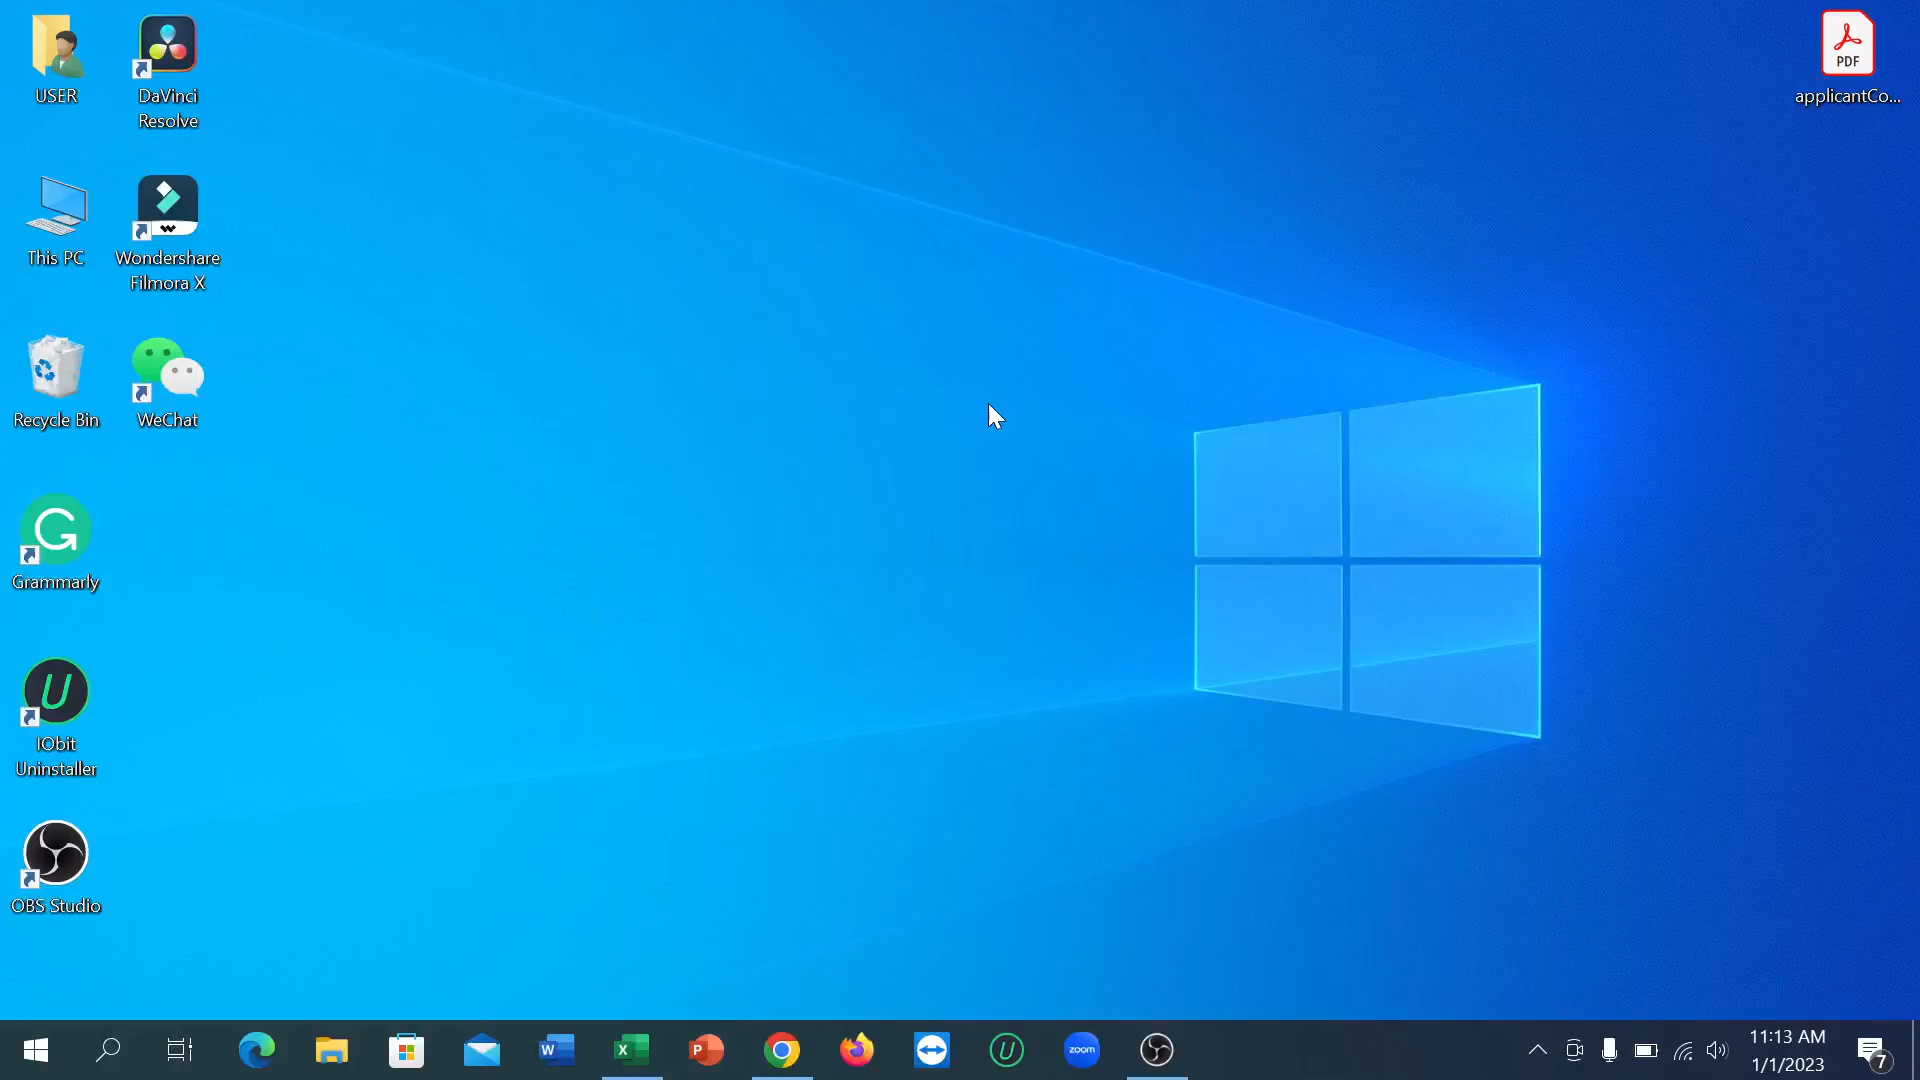 USER
DaVinci
Resolve
This PC
Wondershare
Filmora X
Recycle Bin
WeChat
G
Grammarly
IObit
Uninstaller
OBS Studio
PDF
applicantCo...
W
X
P
zoom
11:13 AM
1/1/2023
7